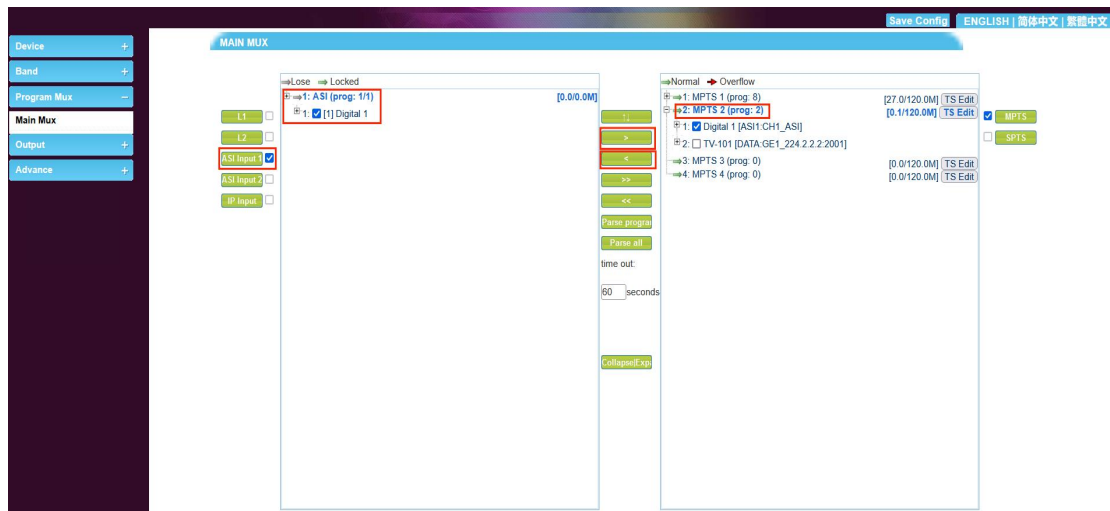 Save Config ENGLISH | 简体中文 | 繁體中文
Device +
Band +
Program Mux −
Main Mux
Output +
Advance +
MAIN MUX
L1
L2
ASI Input 1
ASI Input 2
IP Input
⇒Lose ⇒ Locked
⇒1: ASI (prog: 1/1) [0.0/0.0M]
1: [1] Digital 1
>
<
>>
<<
Parse progra
Parse all
time out:
60 seconds
Collapse|Exp
⇒Normal ➔ Overflow
⇒1: MPTS 1 (prog: 8) [27.0/120.0M] TS Edit
⇒2: MPTS 2 (prog: 2) [0.1/120.0M] TS Edit
1: Digital 1 [ASI1:CH1_ASI]
2: TV-101 [DATA:GE1_224.2.2.2:2001]
⇒3: MPTS 3 (prog: 0) [0.0/120.0M] TS Edit
⇒4: MPTS 4 (prog: 0) [0.0/120.0M] TS Edit
MPTS
SPTS